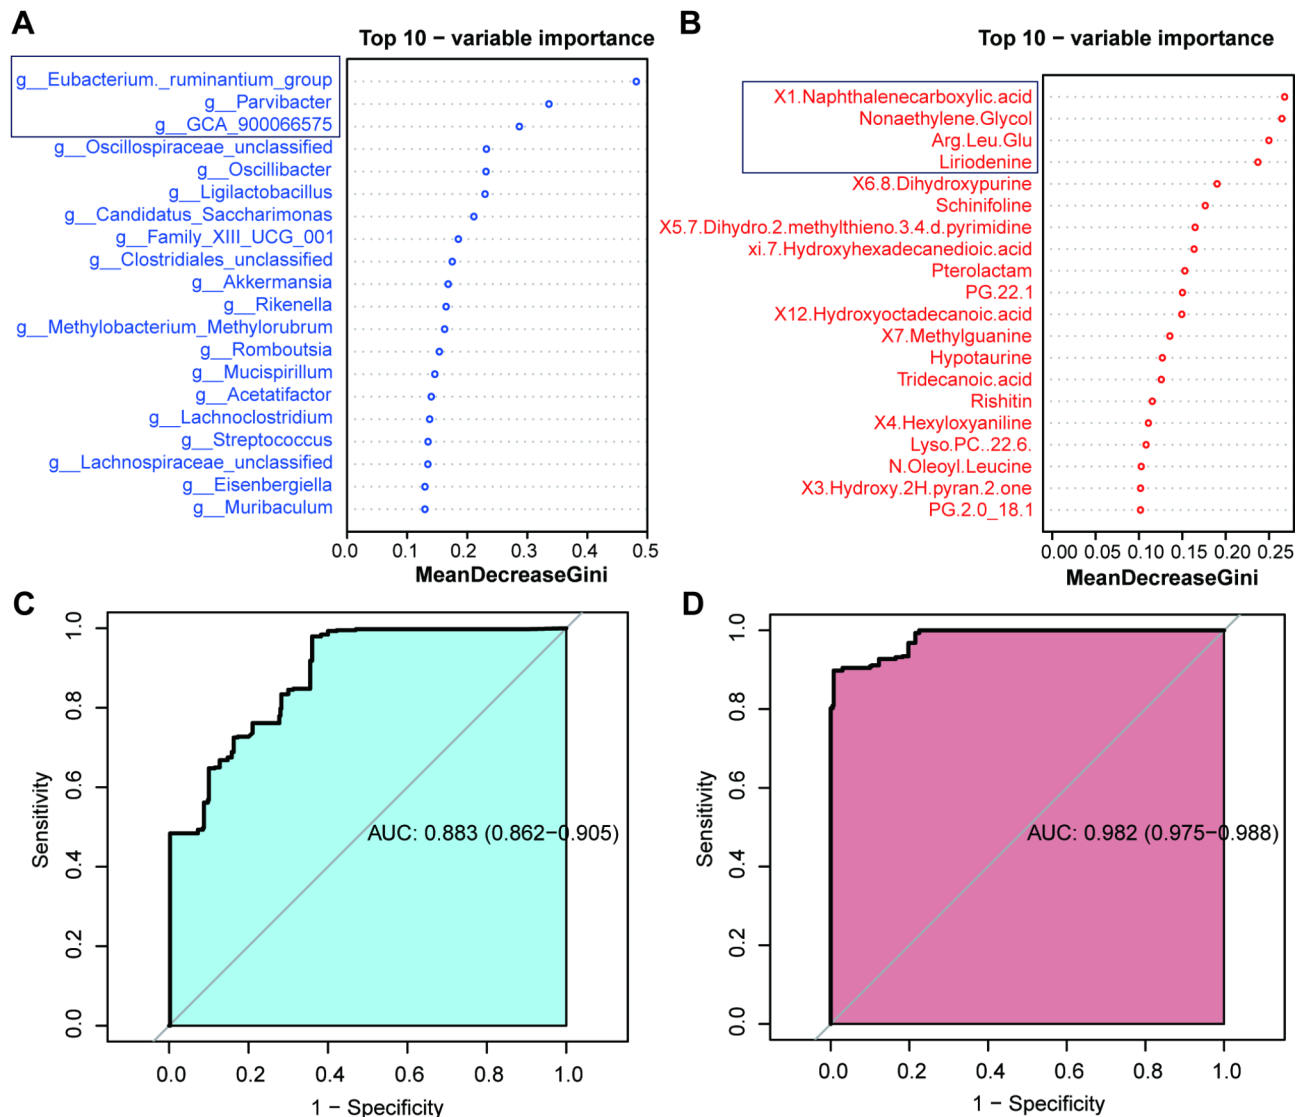 A
Top 10 − variable importance
g__Eubacterium._ruminantium_group
g__Parvibacter
g__GCA_900066575
g__Oscillospiraceae_unclassified
g__Oscillibacter
g__Ligilactobacillus
g__Candidatus_Saccharimonas
g__Family_XIII_UCG_001
g__Clostridiales_unclassified
g__Akkermansia
g__Rikenella
g__Methylobacterium_Methylorubrum
g__Romboutsia
g__Mucispirillum
g__Acetatifactor
g__Lachnoclostridium
g__Streptococcus
g__Lachnospiraceae_unclassified
g__Eisenbergiella
g__Muribaculum
0.0 0.1 0.2 0.3 0.4 0.5
MeanDecreaseGini
B
Top 10 − variable importance
X1.Naphthalenecarboxylic.acid
Nonaethylene.Glycol
Arg.Leu.Glu
Liriodenine
X6.8.Dihydroxypurine
Schinifoline
X5.7.Dihydro.2.methylthieno.3.4.d.pyrimidine
xi.7.Hydroxyhexadecanedioic.acid
Pterolactam
PG.22.1
X12.Hydroxyoctadecanoic.acid
X7.Methylguanine
Hypotaurine
Tridecanoic.acid
Rishitin
X4.Hexyloxyaniline
Lyso.PC..22.6.
N.Oleoyl.Leucine
X3.Hydroxy.2H.pyran.2.one
PG.2.0_18.1
0.00 0.05 0.10 0.15 0.20 0.25
MeanDecreaseGini
C
Sensitivity
1.0
0.8
0.6
0.4
0.2
0.0
AUC: 0.883 (0.862−0.905)
0.0 0.2 0.4 0.6 0.8 1.0
1 − Specificity
D
Sensitivity
1.0
0.8
0.6
0.4
0.2
0.0
AUC: 0.982 (0.975−0.988)
0.0 0.2 0.4 0.6 0.8 1.0
1 − Specificity